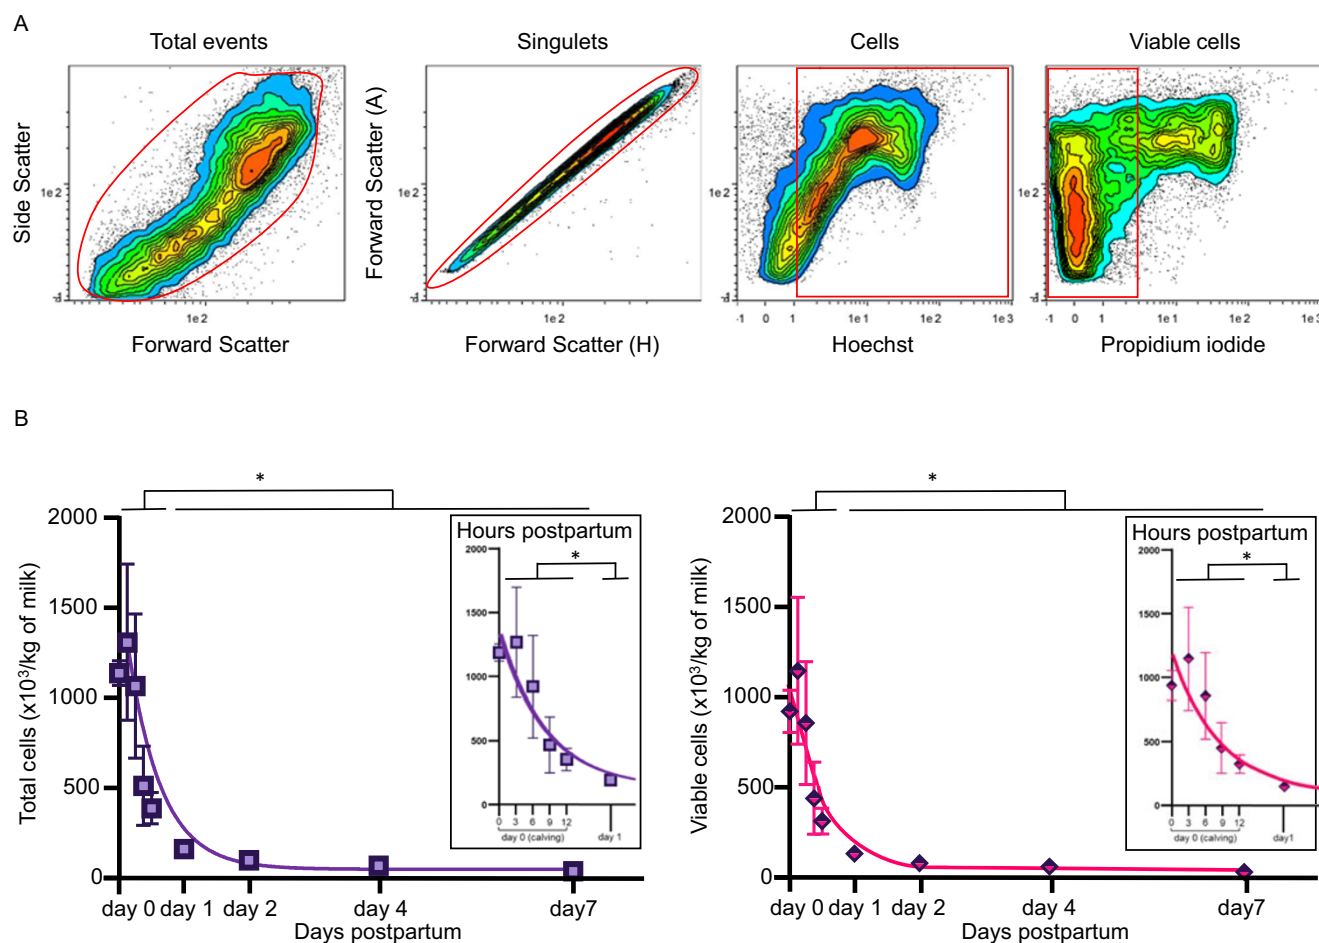 A
Total events
Singulets
Cells
Viable cells
Side Scatter
Forward Scatter (A)
1e2
1e2
1e2
1e2
1e2
1e2
-1 0 1 1e1 1e2 1e3
-1 0 1 1e1 1e2 1e3
Forward Scatter
Forward Scatter (H)
Hoechst
Propidium iodide
B
*
Total cells (x10³/kg of milk)
2000
1500
1000
500
0
day 0 day 1 day 2 day 4 day7
Days postpartum
Hours postpartum
*
2000
1500
1000
500
0
0 3 6 9 12
day 0 (calving) day 1
*
Viable cells (x10³/kg of milk)
2000
1500
1000
500
0
day 0 day 1 day 2 day 4 day7
Days postpartum
Hours postpartum
*
2000
1500
1000
500
0
0 3 6 9 12
day 0 (calving) day1